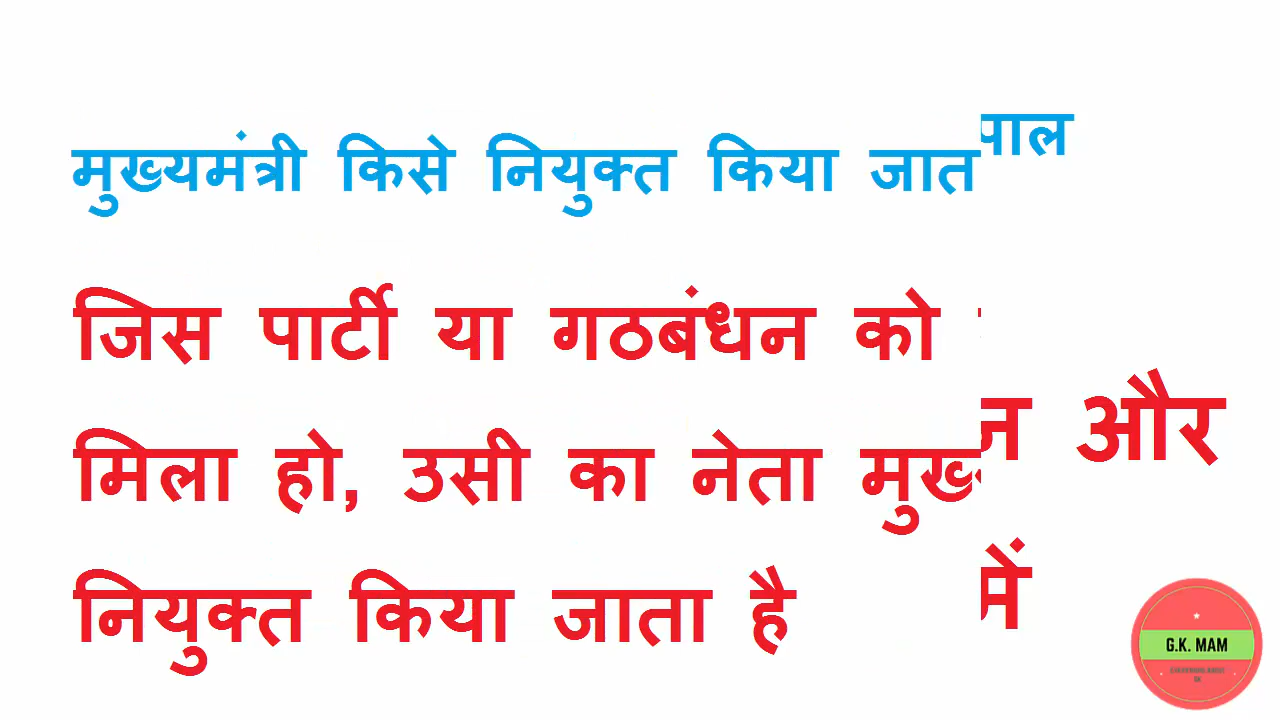 मुख्यमंत्री किसे नियुक्त किया जात
पाल
जिस पार्टी या गठबंधन को
न और
मिला हो, उसी का नेता
नियुक्त किया जाता है
में
G.K. MAM